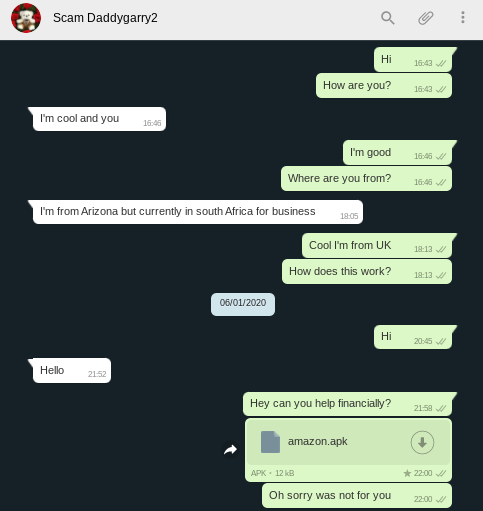 Scam Daddygarry2
Hi 16:43
How are you? 16:43
I'm cool and you 16:46
I'm good 16:46
Where are you from? 16:46
I'm from Arizona but currently in south Africa for business 18:05
Cool I'm from UK 18:13
How does this work? 18:13
06/01/2020
Hi 20:45
Hello 21:52
Hey can you help financially? 21:58
amazon.apk
APK • 12 kB 22:00
Oh sorry was not for you 22:00